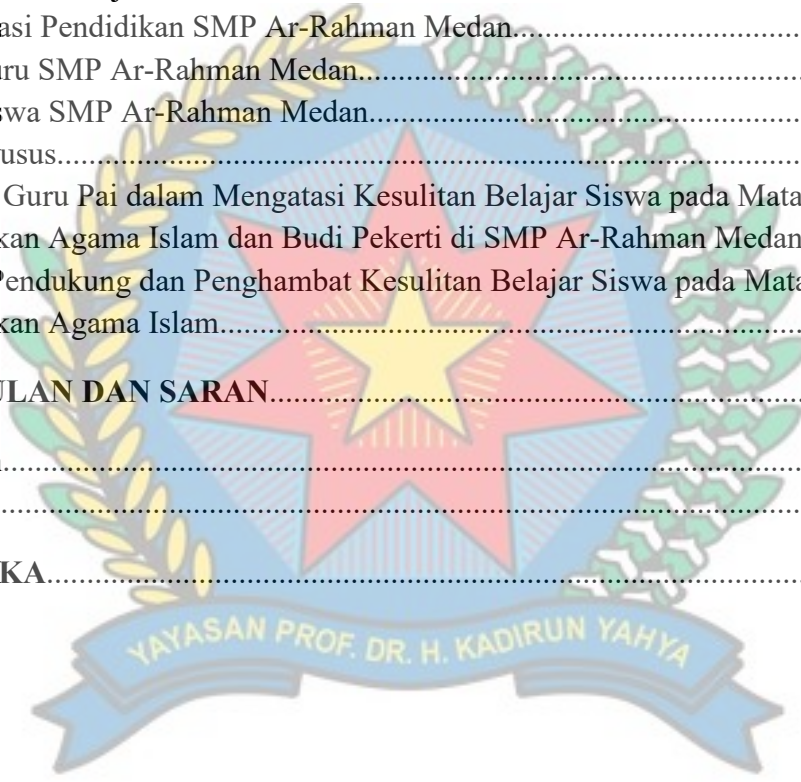 asi Pendidikan SMP Ar-Rahman Medan
uru SMP Ar-Rahman Medan
swa SMP Ar-Rahman Medan
usus
Guru Pai dalam Mengatasi Kesulitan Belajar Siswa pada Mata
kan Agama Islam dan Budi Pekerti di SMP Ar-Rahman Medan
Pendukung dan Penghambat Kesulitan Belajar Siswa pada Mata
kan Agama Islam
ULAN DAN SARAN
KA
YAYASAN PROF. DR. H. KADIRUN YAHYA